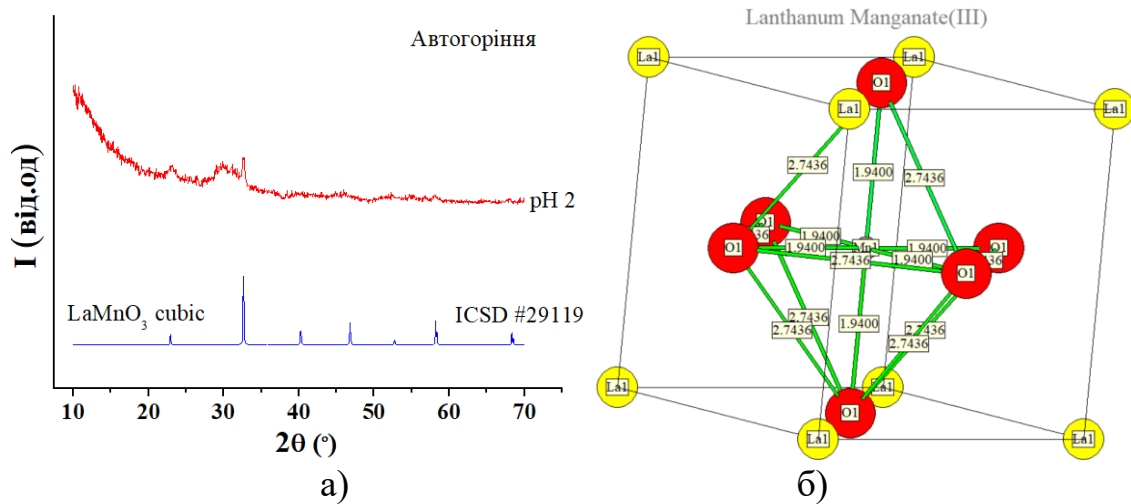 Автогоріння
I (від.од)
pH 2
LaMnO3 cubic
ICSD #29119
10 20 30 40 50 60 70
2θ (°)
а)
Lanthanum Manganate(III)
La1
La1
O1
La1
La1
2.7436
1.9400
2.7436
O1
1.9400
O1
1.9400
Mn1
1.9400
O1
2.7436
1.9400
O1
2.7436
1.9400
2.7436
2.7436
2.7436
La1
La1
O1
La1
La1
б)